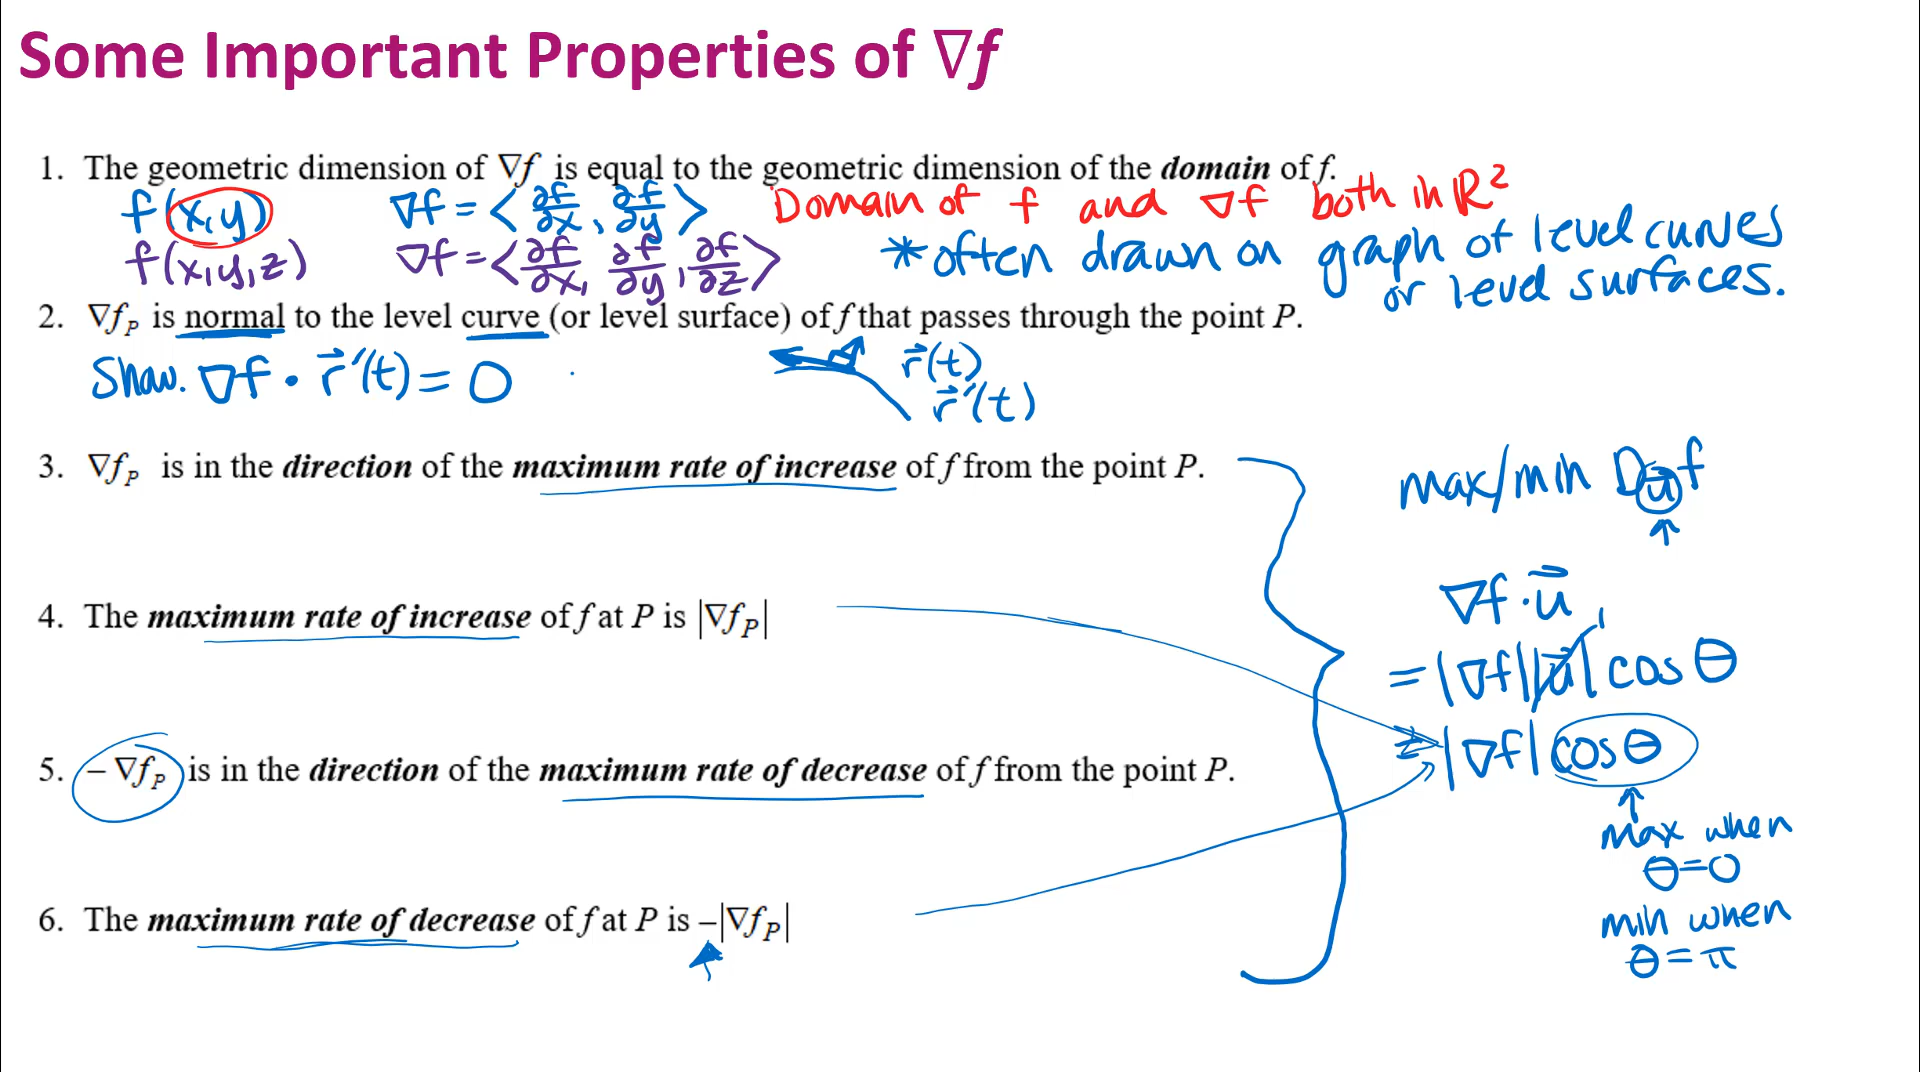 Some Important Properties of ∇f
1. The geometric dimension of ∇f is equal to the geometric dimension of the domain of f.
f(x,y) ∇f = <∂f/∂x, ∂f/∂y> Domain of f and ∇f both in ℝ²
f(x,y,z) ∇f = <∂f/∂x, ∂f/∂y, ∂f/∂z> *often drawn on graph of level curves
or level surfaces.
2. ∇f_P is normal to the level curve (or level surface) of f that passes through the point P.
Show. ∇f • r⃗'(t) = 0 r⃗(t)
r⃗'(t)
3. ∇f_P is in the direction of the maximum rate of increase of f from the point P.
max/min D_u⃗ f
↑
∇f · u⃗
4. The maximum rate of increase of f at P is |∇f_P|
= |∇f||u⃗| cos θ
1
= |∇f| cos θ
5. −∇f_P is in the direction of the maximum rate of decrease of f from the point P.
↑
max when
θ=0
6. The maximum rate of decrease of f at P is −|∇f_P|
min when
θ = π